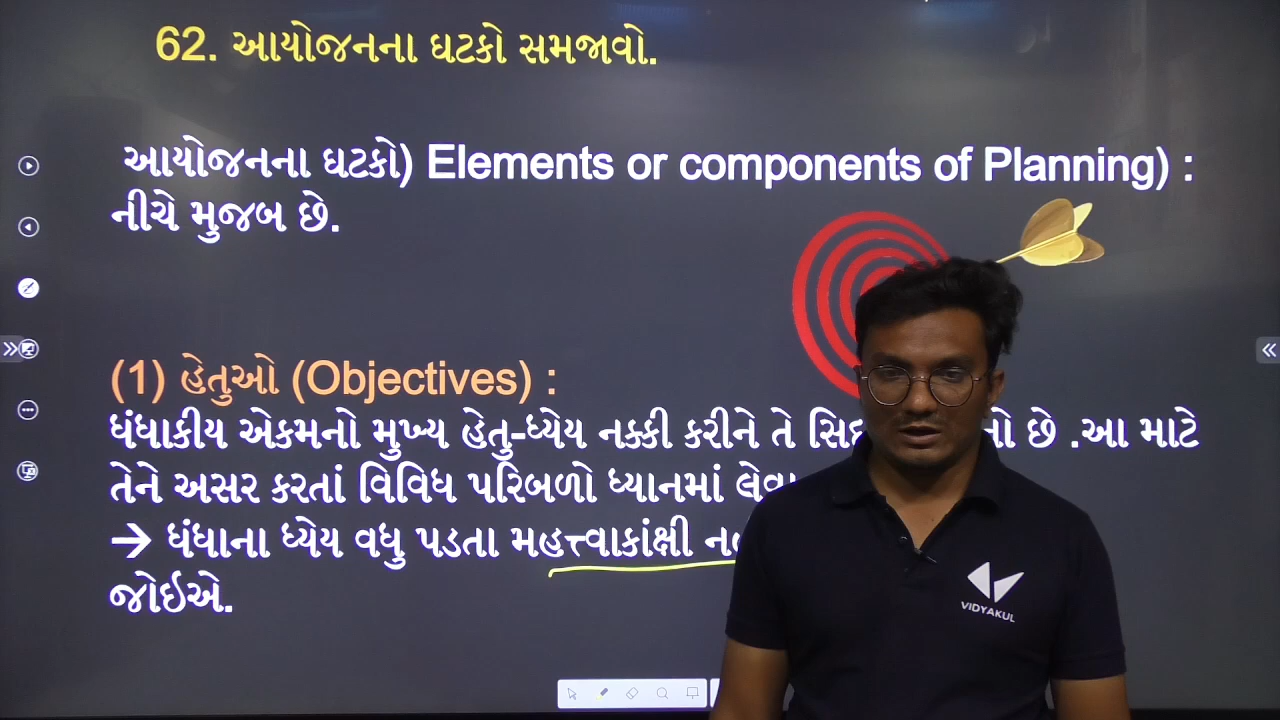 62. આયોજનના ઘટકો સમજાવો.
આયોજનના ઘટકો) Elements or components of Planning) :
નીચે મુજબ છે.
(1) હેતુઓ (Objectives) :
ધંધાકીય એકમનો મુખ્ય હેતુ-ધ્યેય નક્કી કરીને તે છે .આ માટે
તેને અસર કરતાં વિવિધ પરિબળો ધ્યાનમાં
→ ધંધાના ધ્યેય વધુ પડતા મહત્ત્વાકાંક્ષી
જોઇએ.
VIDYAKUL